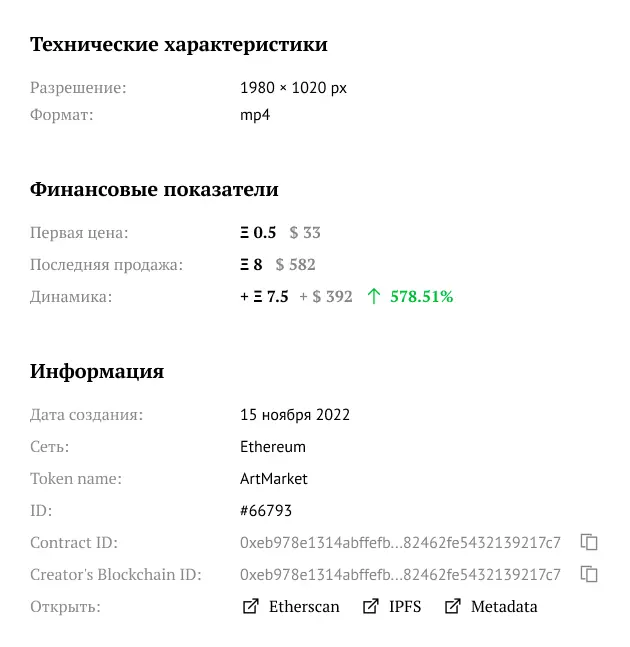 Технические характеристики
Разрешение: 1980 × 1020 px
Формат: mp4
Финансовые показатели
Первая цена: Ξ 0.5 $ 33
Последняя продажа: Ξ 8 $ 582
Динамика: + Ξ 7.5 + $ 392 ↑ 578.51%
Информация
Дата создания: 15 ноября 2022
Сеть: Ethereum
Token name: ArtMarket
ID: #66793
Contract ID: 0xeb978e1314abffefb...82462fe5432139217c7
Creator's Blockchain ID: 0xeb978e1314abffefb...82462fe5432139217c7
Открыть: Etherscan IPFS Metadata